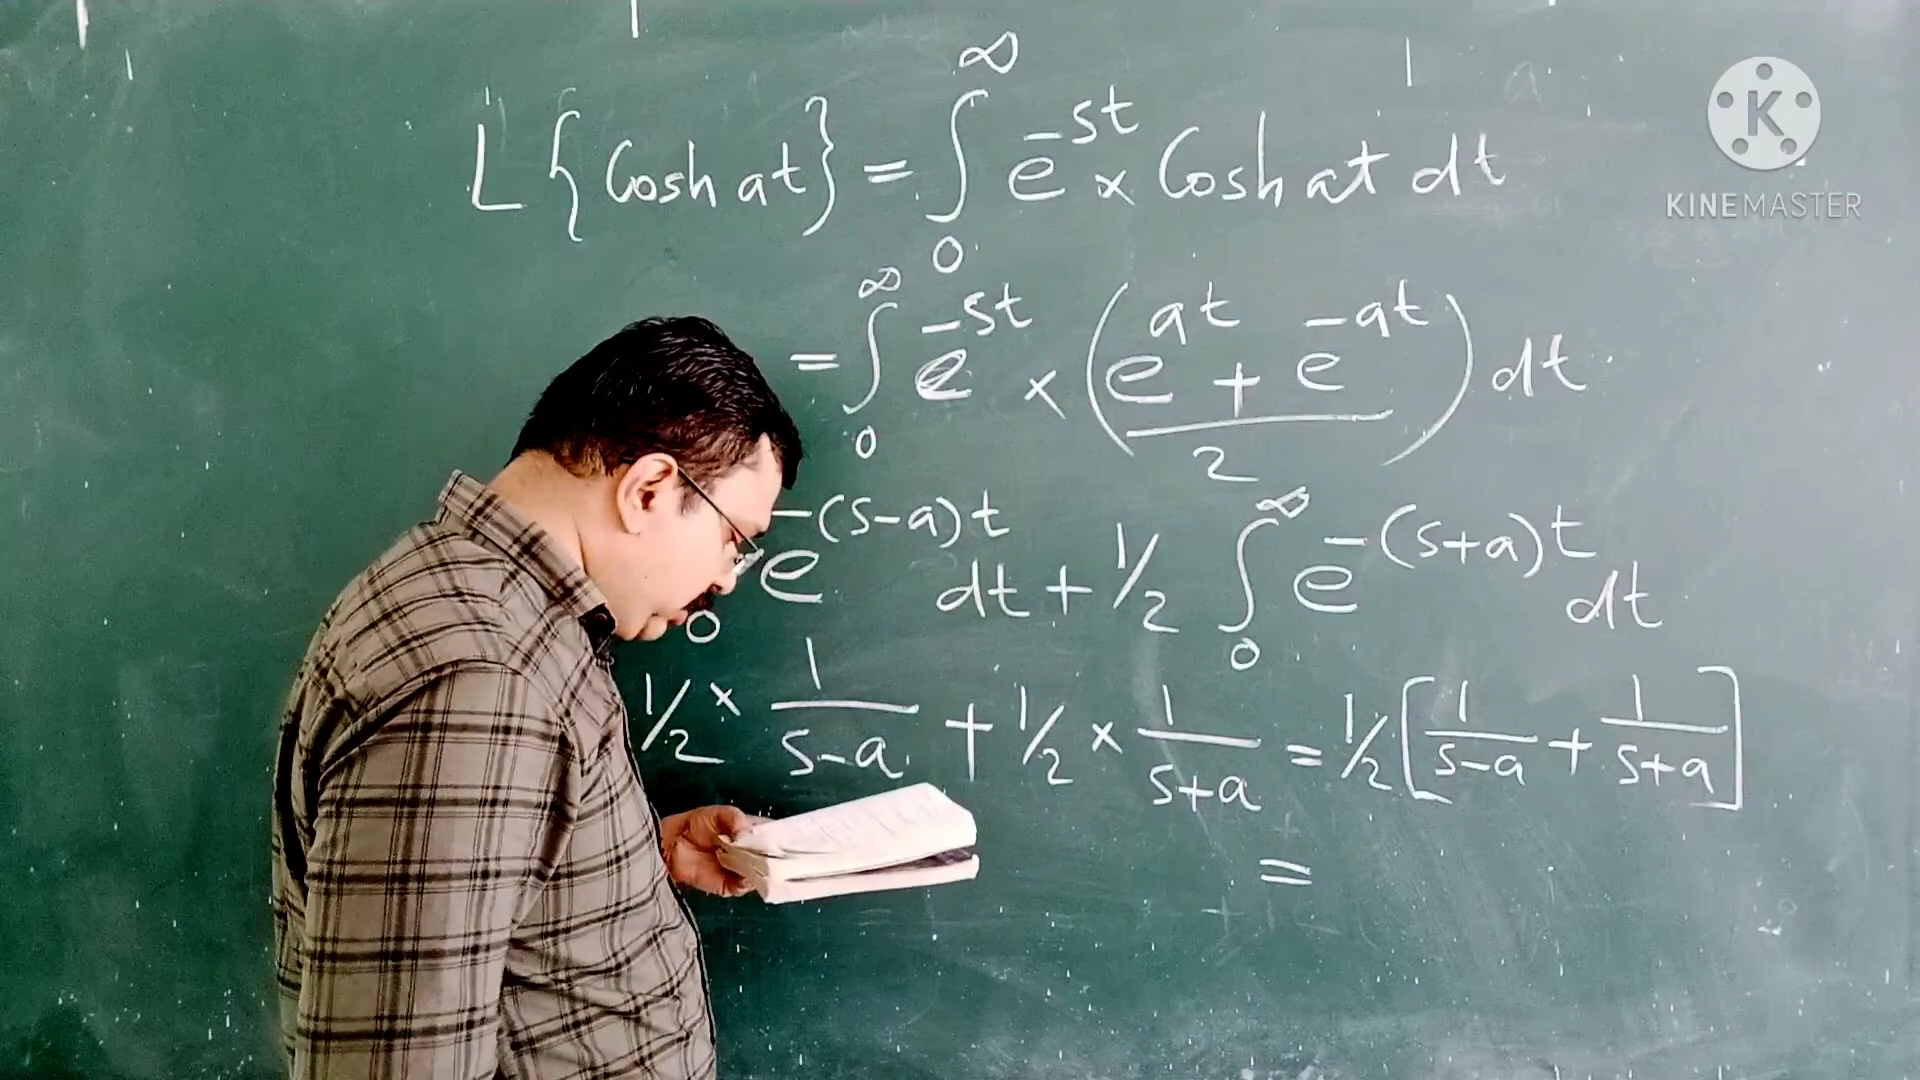 L{Cosh at} = ∫₀^∞ e^-st × Cosh at dt
= ∫₀^∞ e^-st × ((e^at + e^-at)/2) dt
₀ e^-(s-a)t dt + 1/2 ∫₀^∞ e^-(s+a)t dt
1/2 × 1/(s-a) + 1/2 × 1/(s+a) = 1/2 [1/(s-a) + 1/(s+a)]
=
K
KINEMASTER